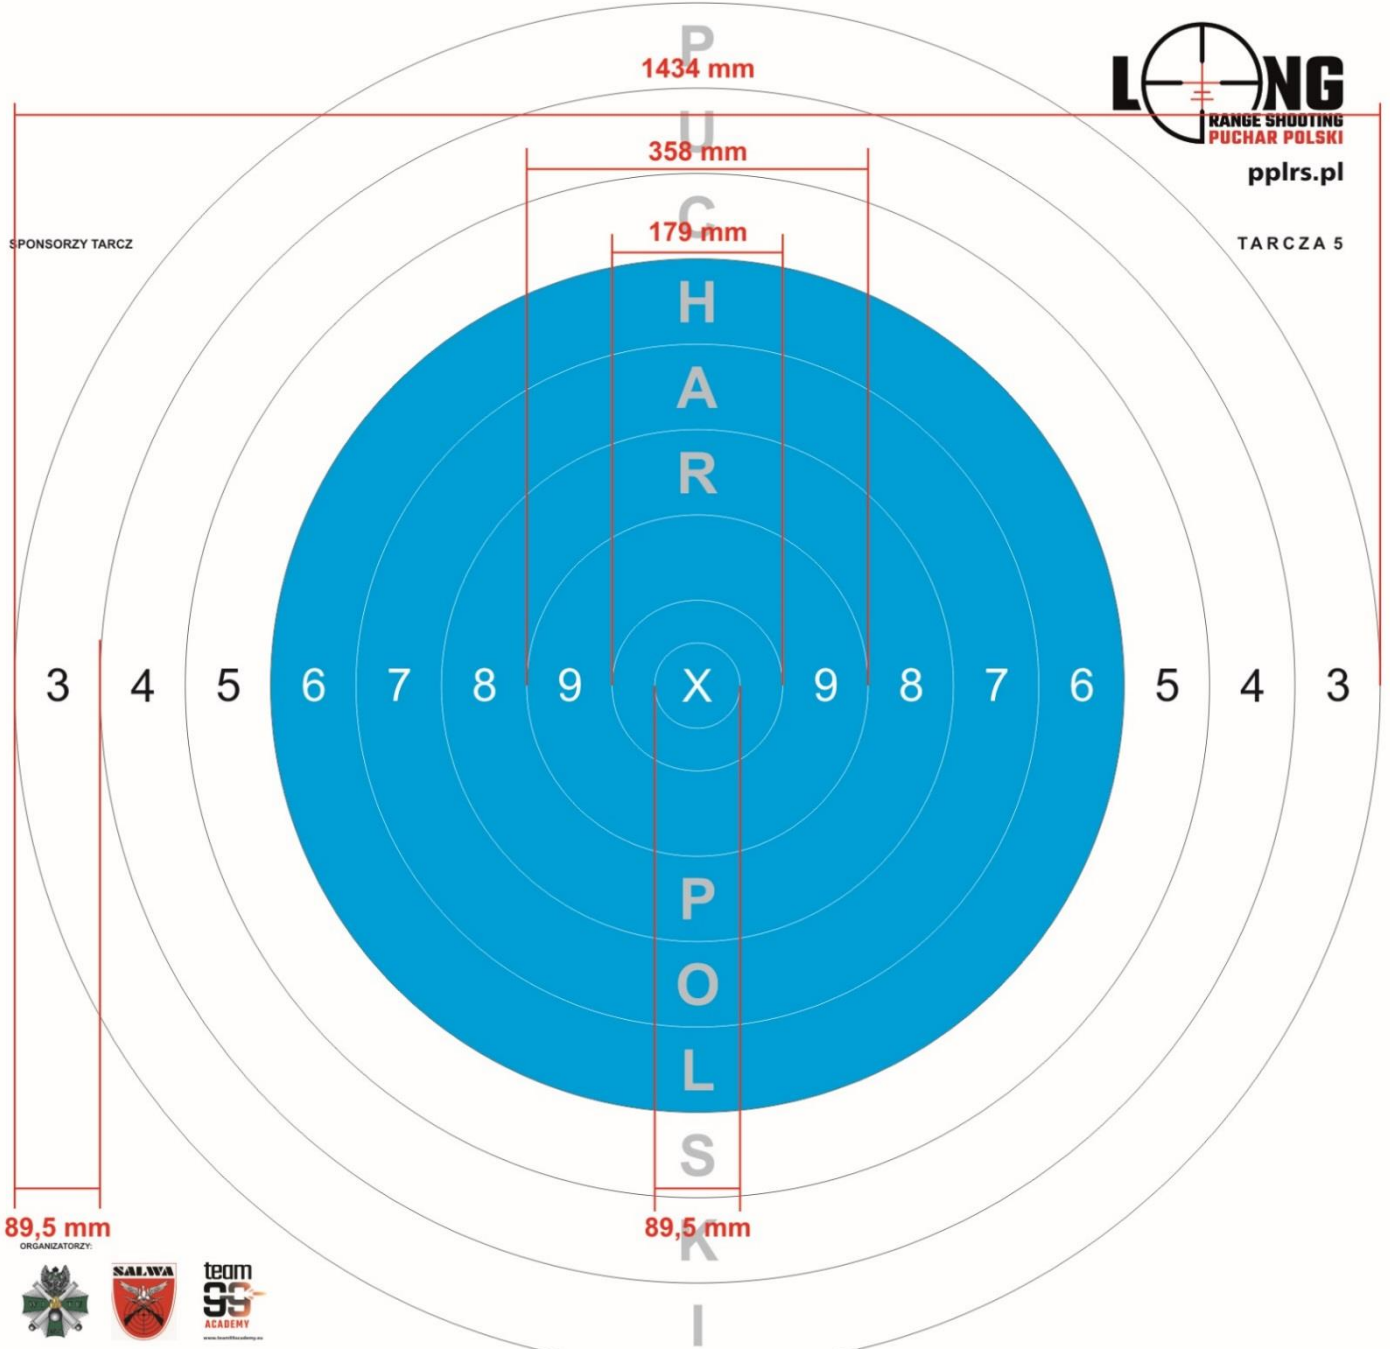 P
1434 mm
U
358 mm
C
179 mm
LONG
RANGE SHOOTING
PUCHAR POLSKI
pplrs.pl
SPONSORZY TARCZ
TARCZA 5
H
A
R
3 4 5 6 7 8 9 X 9 8 7 6 5 4 3
P
O
L
S
89,5 mm
89,5 mm
K
I
ORGANIZATORZY:
SALWA
team
99
ACADEMY